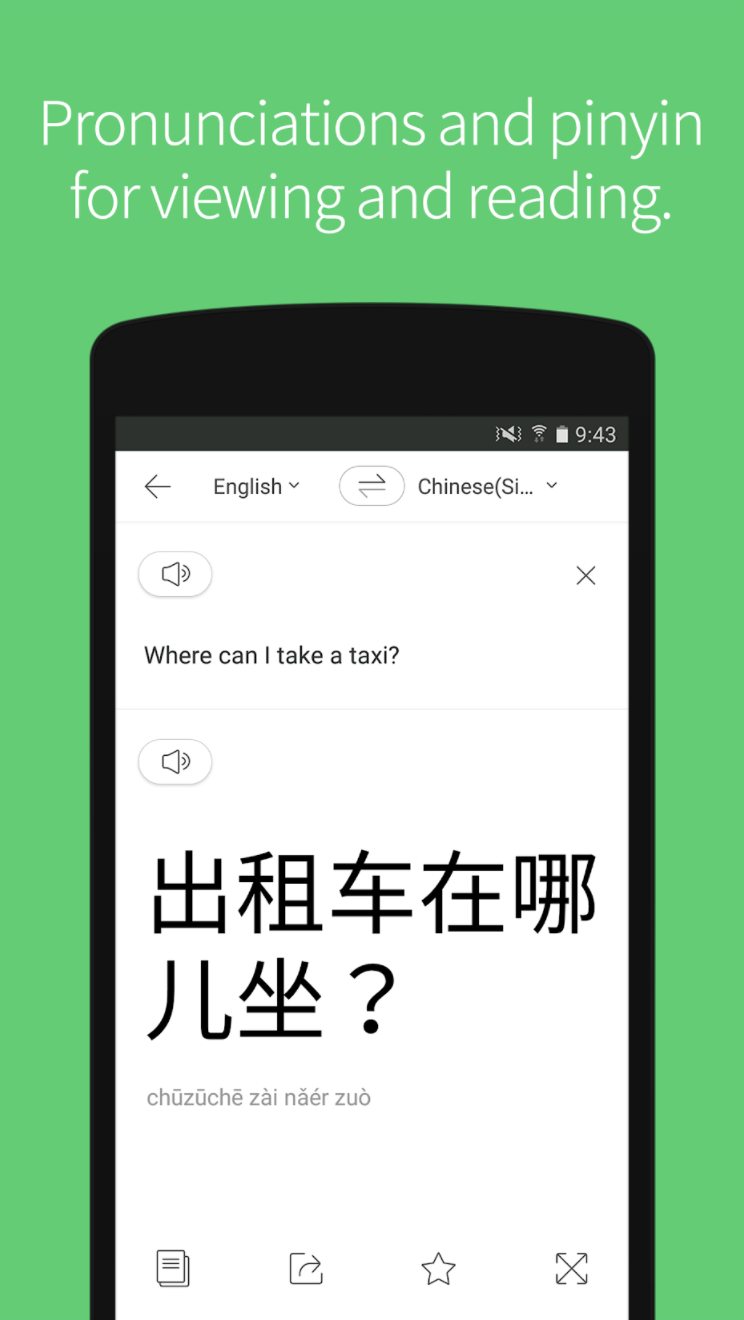 Pronunciations and pinyin
for viewing and reading.
9:43
English
Chinese(Si...
Where can I take a taxi?
出租车在哪
儿坐？
chūzūchē zài nǎér zuò